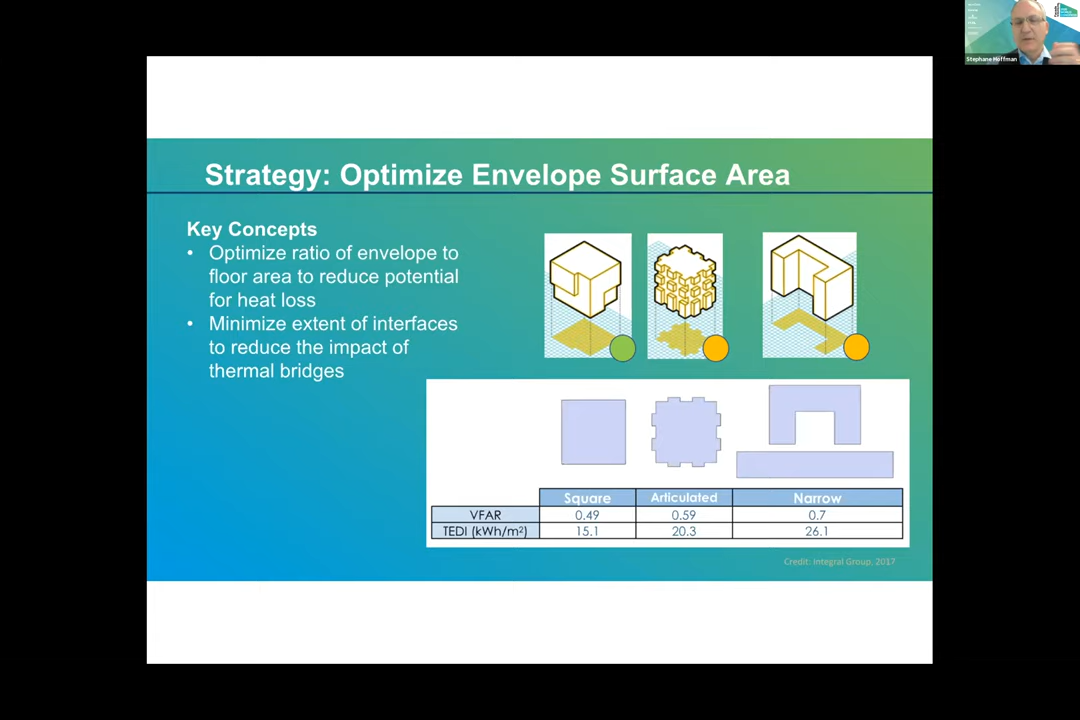 Stephane Hoffman
Strategy: Optimize Envelope Surface Area
Key Concepts
• Optimize ratio of envelope to
floor area to reduce potential
for heat loss
• Minimize extent of interfaces
to reduce the impact of
thermal bridges
Square Articulated Narrow
VFAR 0.49 0.59 0.7
TEDI (kWh/m²) 15.1 20.3 26.1
Credit: Integral Group, 2017